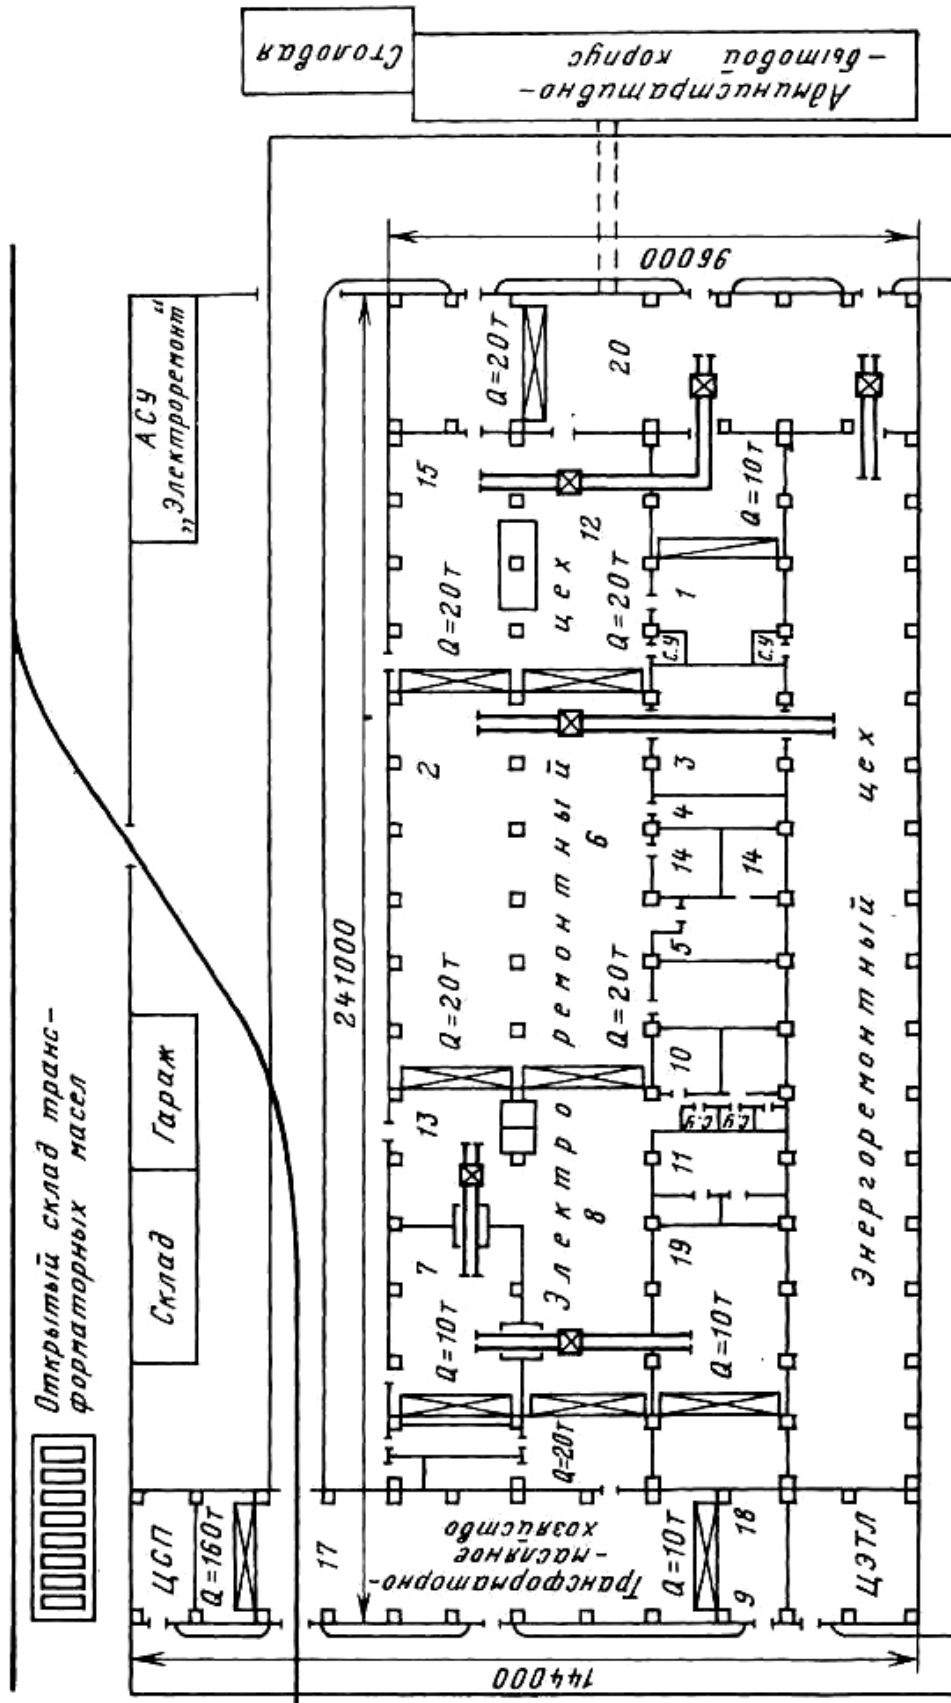 Открытый склад транс-
форматорных масел
Склад
Гараж
АСУ
„Электроремонт“
Столовая
Административно-
-бытовой корпус
ЦСП
Q=160т
241000
96000
144000
17
Трансформаторно-
-масляное
хозяйство
Q=10т
9
18
ЦЭТЛ
Q=10т
7
13
Q=20т
2
Q=20т
15
Q=20т
20
Q=20т
Электроремонтный цех
8
6
12
Q=20т
Q=20т
Q=10т
19
11
с.у
с.у
10
5
14
14
4
3
с.у
с.у
1
Q=10т
Энергоремонтный цех